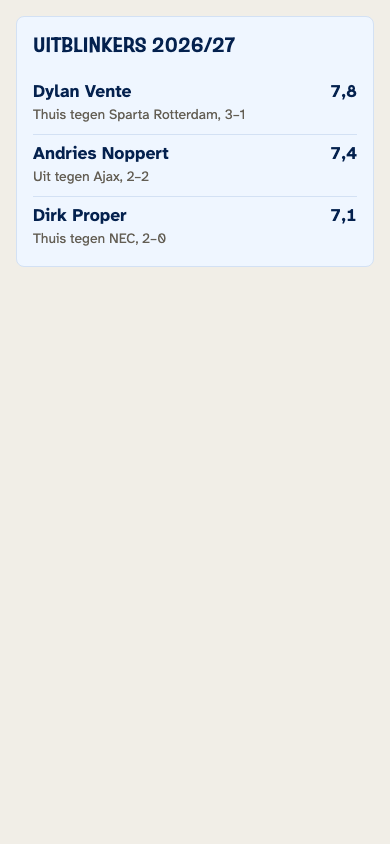 UITBLINKERS 2026/27
Dylan Vente 7,8
Thuis tegen Sparta Rotterdam, 3–1
Andries Noppert 7,4
Uit tegen Ajax, 2–2
Dirk Proper 7,1
Thuis tegen NEC, 2–0